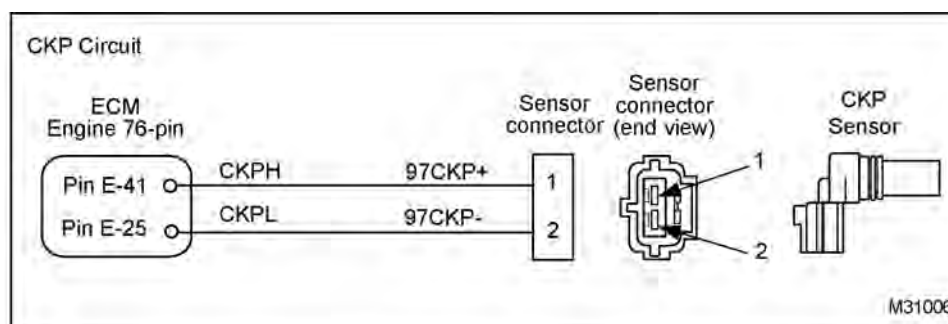 CKP Circuit
ECM
Engine 76-pin
Pin E-41
Pin E-25
CKPH
CKPL
97CKP+
97CKP-
Sensor
connector
1
2
Sensor
connector
(end view)
1
2
CKP
Sensor
M31006